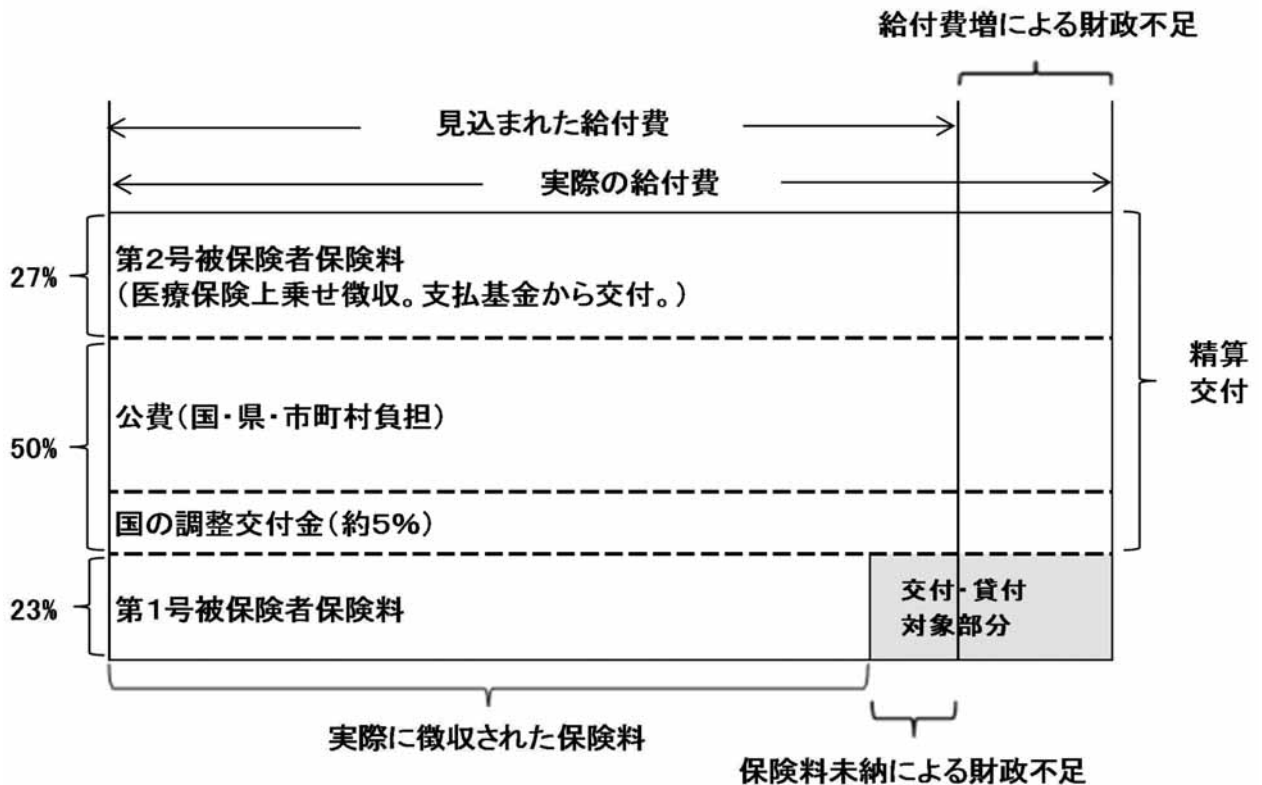 給付費増による財政不足
見込まれた給付費
実際の給付費
27%
第2号被保険者保険料
（医療保険上乗せ徴収。支払基金から交付。）
精算
交付
50%
公費（国・県・市町村負担）
国の調整交付金（約5%）
23%
第1号被保険者保険料
交付・貸付
対象部分
実際に徴収された保険料
保険料未納による財政不足